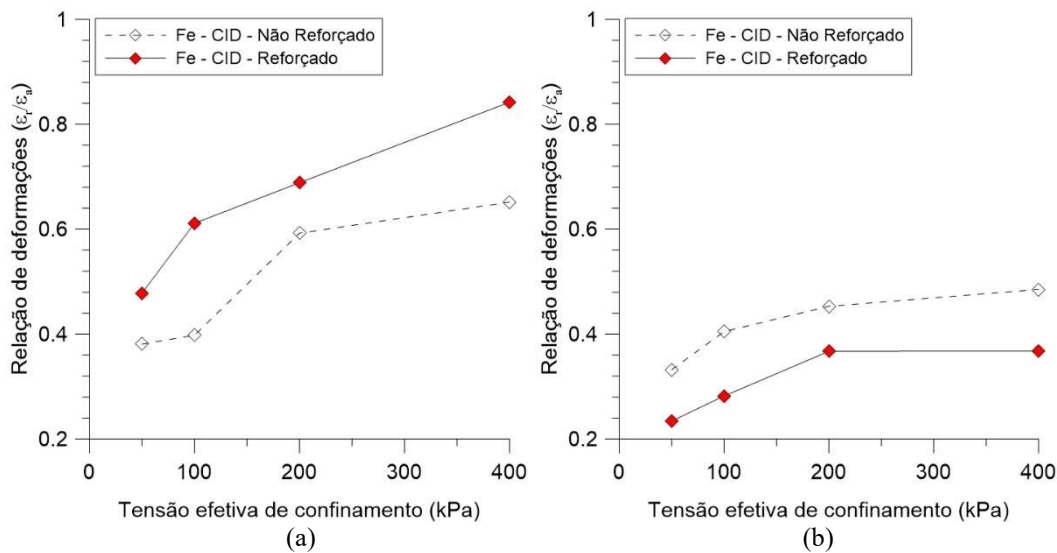 1
Fe - CID - Não Reforçado
Fe - CID - Reforçado
0.8
0.6
0.4
0.2
Relação de deformações (εr/εa)
0
100
200
300
400
Tensão efetiva de confinamento (kPa)
(a)
1
Fe - CID - Não Reforçado
Fe - CID - Reforçado
0.8
0.6
0.4
0.2
Relação de deformações (εr/εa)
0
100
200
300
400
Tensão efetiva de confinamento (kPa)
(b)